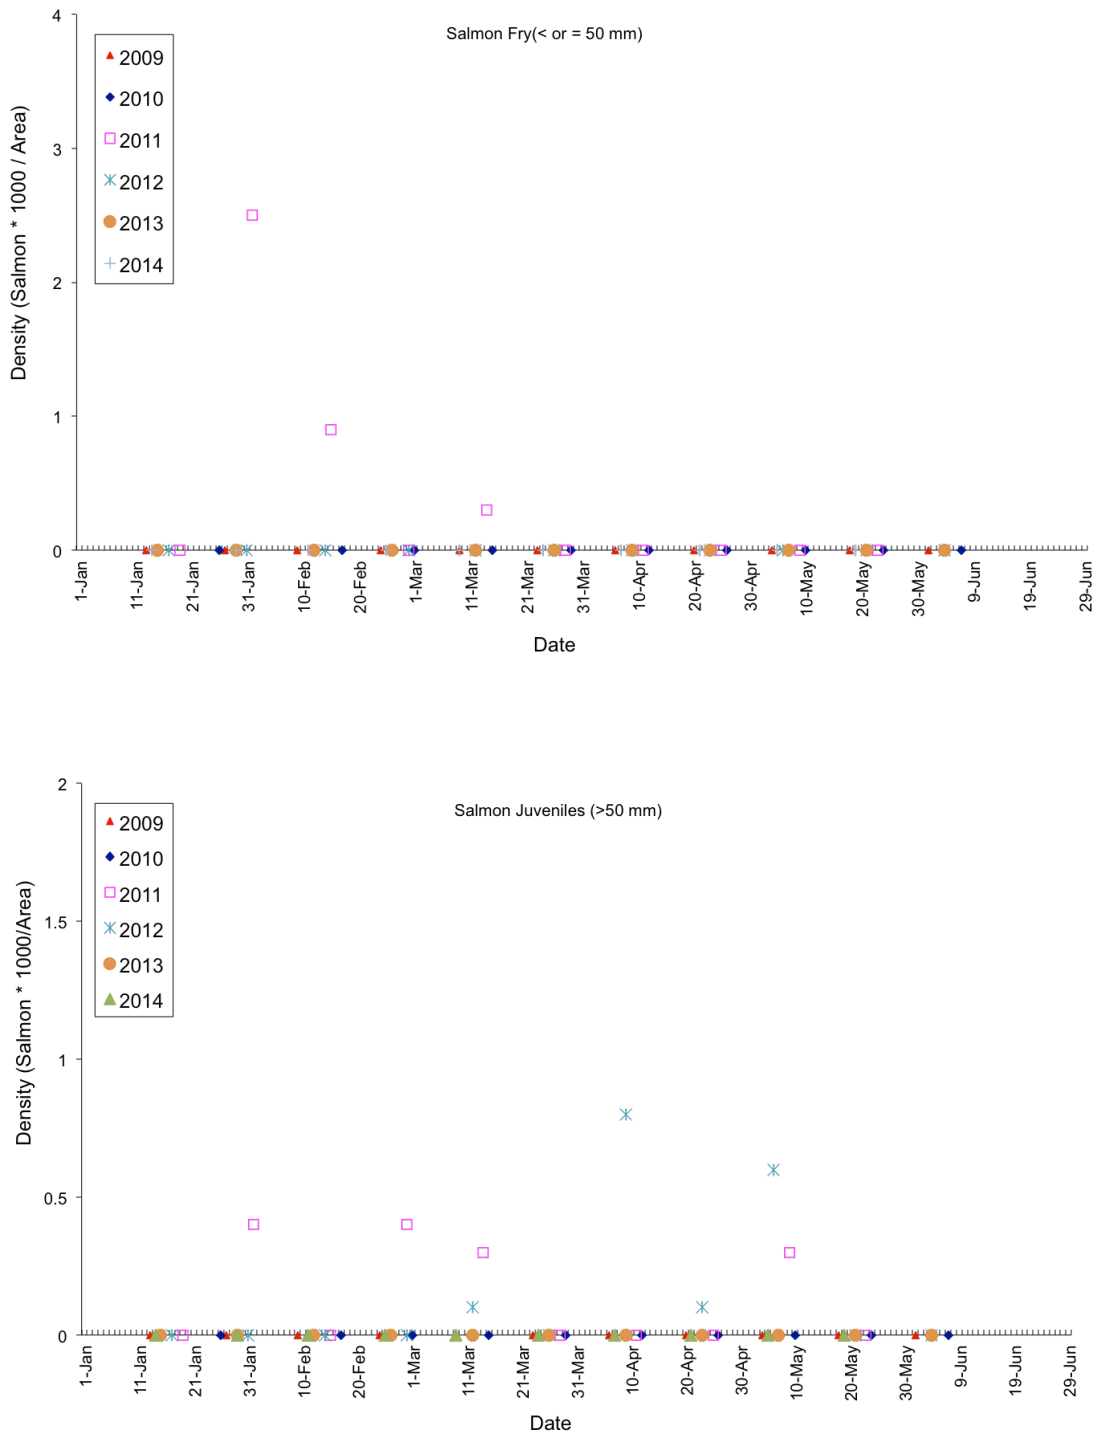 Salmon Fry(< or = 50 mm)
4
3
2
1
0
Density (Salmon * 1000 / Area)
2009
2010
2011
2012
2013
2014
1-Jan
11-Jan
21-Jan
31-Jan
10-Feb
20-Feb
1-Mar
11-Mar
21-Mar
31-Mar
10-Apr
20-Apr
30-Apr
10-May
20-May
30-May
9-Jun
19-Jun
29-Jun
Date
Salmon Juveniles (>50 mm)
2
1.5
1
0.5
0
Density (Salmon * 1000/Area)
2009
2010
2011
2012
2013
2014
1-Jan
11-Jan
21-Jan
31-Jan
10-Feb
20-Feb
1-Mar
11-Mar
21-Mar
31-Mar
10-Apr
20-Apr
30-Apr
10-May
20-May
30-May
9-Jun
19-Jun
29-Jun
Date